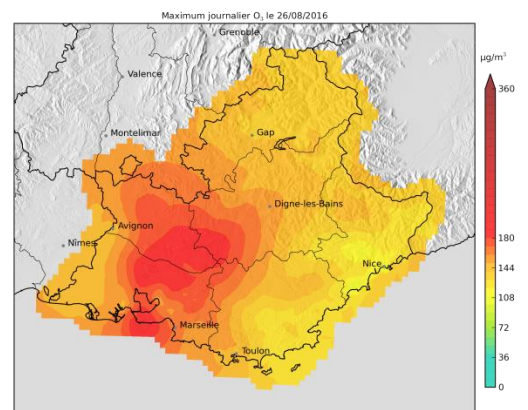 Maximum journalier O₃ le 26/08/2016
Grenoble
µg/m³
Valence
360
Montelimar
Gap
Digne-les-Bains
Avignon
Nîmes
180
Nice
144
108
Marseille
72
Toulon
36
0